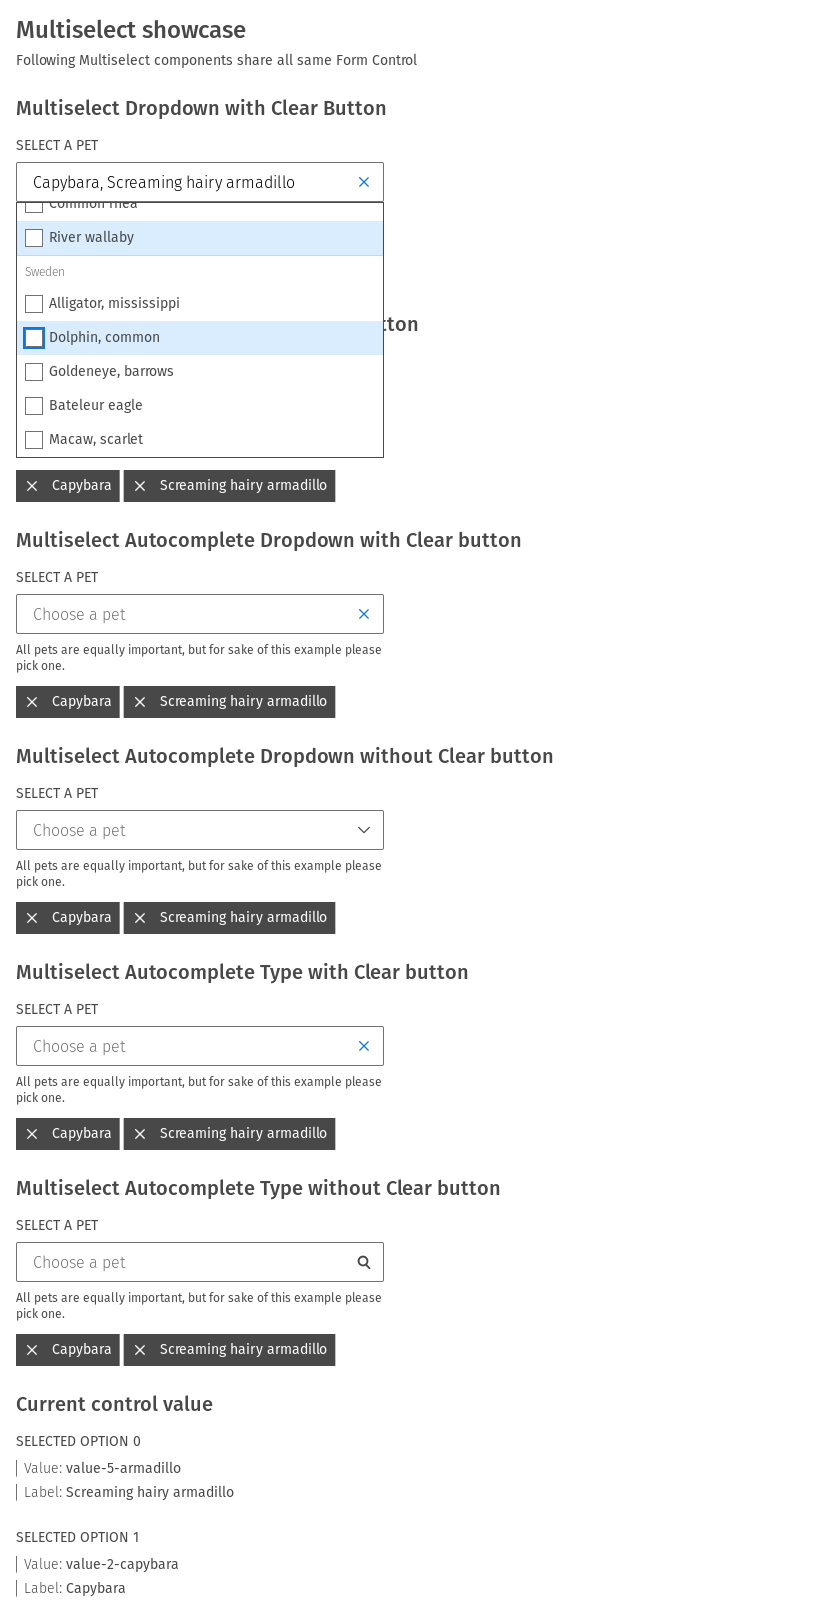 Multiselect showcase
Following Multiselect components share all same Form Control
Multiselect Dropdown with Clear Button
SELECT A PET
Capybara, Screaming hairy armadillo
Common rhea
River wallaby
Sweden
Alligator, mississippi
tton
Dolphin, common
Goldeneye, barrows
Bateleur eagle
Macaw, scarlet
Capybara Screaming hairy armadillo
Multiselect Autocomplete Dropdown with Clear button
SELECT A PET
Choose a pet
All pets are equally important, but for sake of this example please
pick one.
Capybara Screaming hairy armadillo
Multiselect Autocomplete Dropdown without Clear button
SELECT A PET
Choose a pet
All pets are equally important, but for sake of this example please
pick one.
Capybara Screaming hairy armadillo
Multiselect Autocomplete Type with Clear button
SELECT A PET
Choose a pet
All pets are equally important, but for sake of this example please
pick one.
Capybara Screaming hairy armadillo
Multiselect Autocomplete Type without Clear button
SELECT A PET
Choose a pet
All pets are equally important, but for sake of this example please
pick one.
Capybara Screaming hairy armadillo
Current control value
SELECTED OPTION 0
Value: value-5-armadillo
Label: Screaming hairy armadillo
SELECTED OPTION 1
Value: value-2-capybara
Label: Capybara